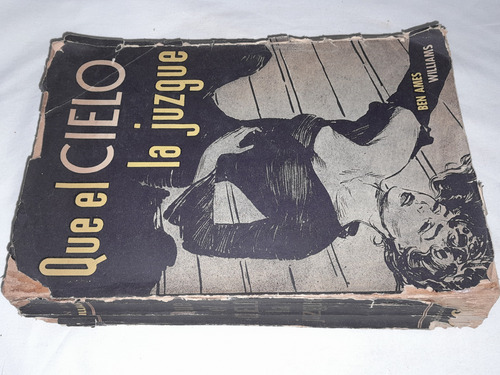 Que el CIELO
la juzgue
BEN AMES
WILLIAMS